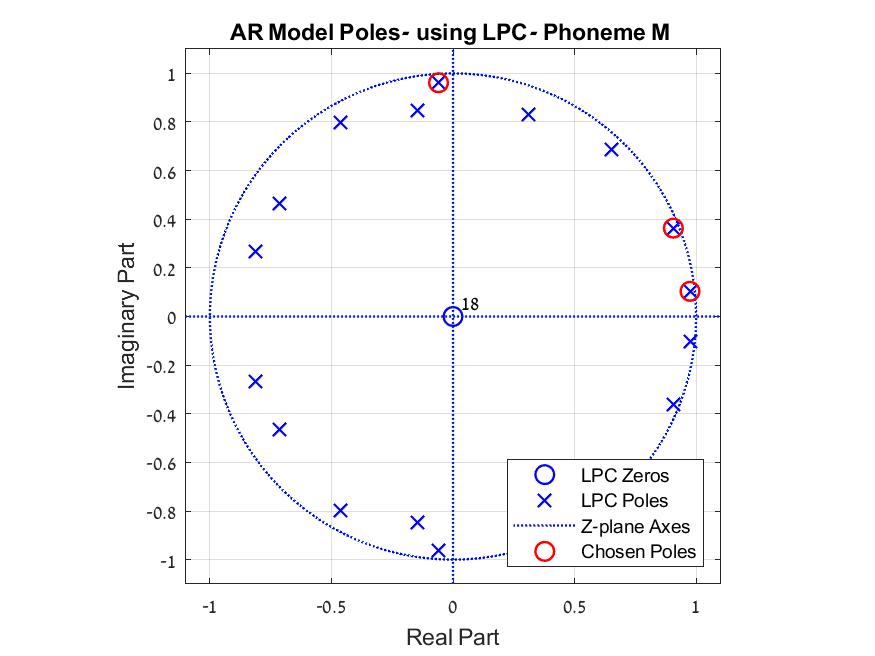 AR Model Poles- using LPC- Phoneme M
Imaginary Part
1
0.8
0.6
0.4
0.2
0
-0.2
-0.4
-0.6
-0.8
-1
18
LPC Zeros
LPC Poles
Z-plane Axes
Chosen Poles
-1 -0.5 0 0.5 1
Real Part